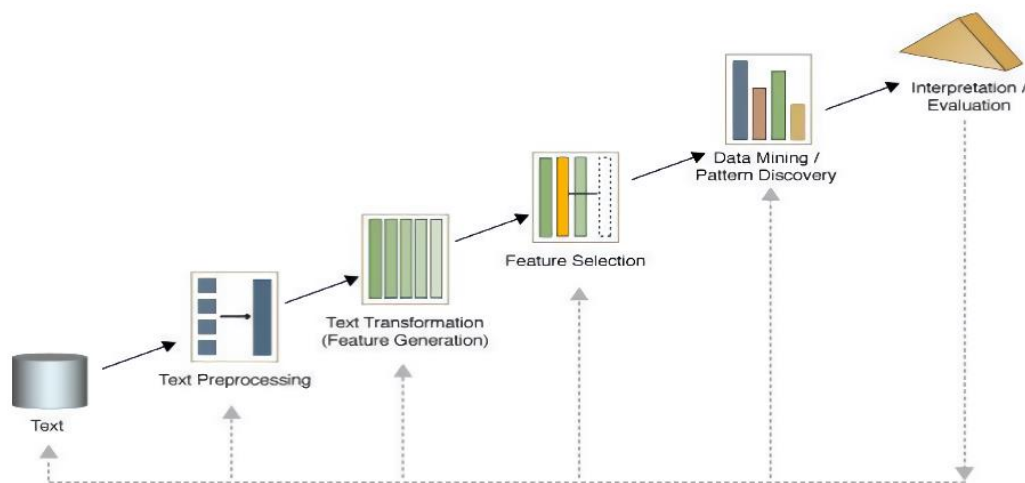 Text
Text Preprocessing
Text Transformation
(Feature Generation)
Feature Selection
Data Mining /
Pattern Discovery
Interpretation /
Evaluation